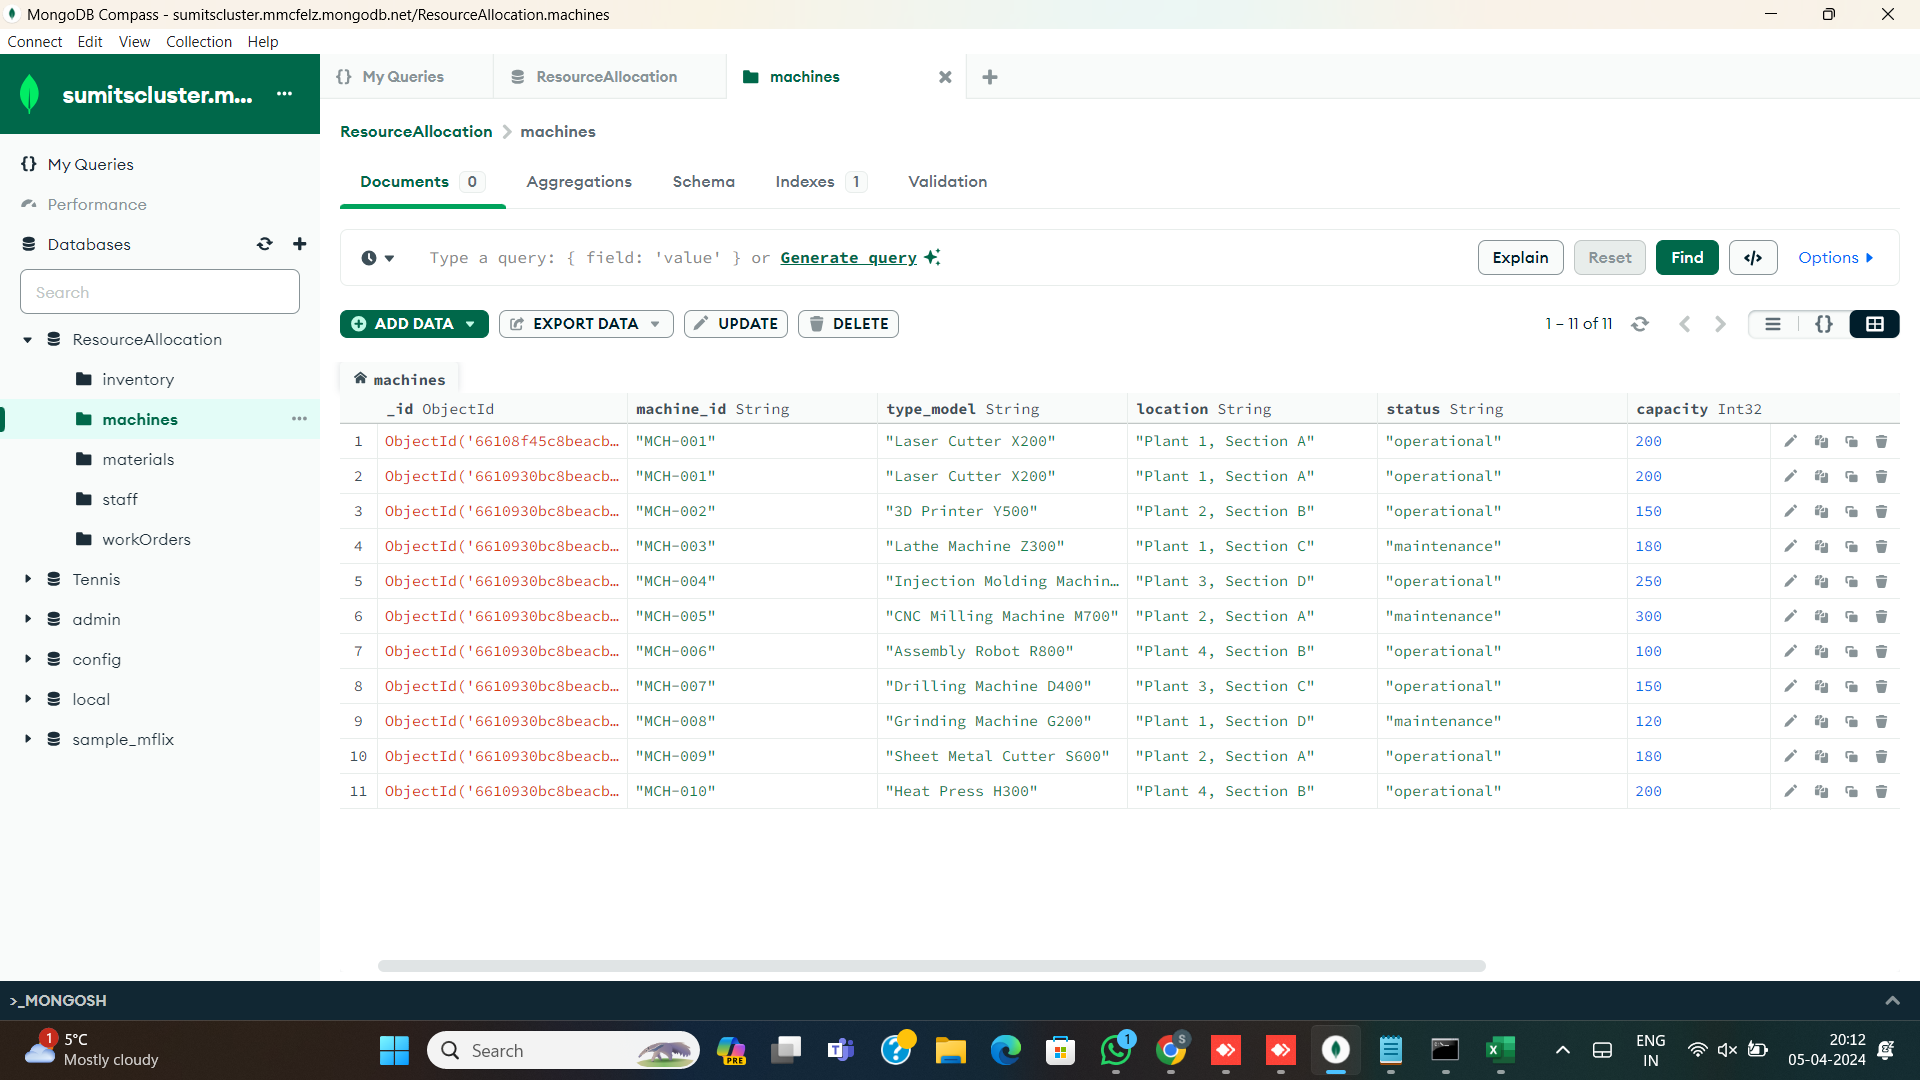 MongoDB Compass - sumitscluster.mmcfelz.mongodb.net/ResourceAllocation.machines
Connect Edit View Collection Help
sumitscluster.m... ...
{} My Queries
Performance
Databases
Search
ResourceAllocation
inventory
machines ...
materials
staff
workOrders
Tennis
admin
config
local
sample_mflix
{} My Queries ResourceAllocation machines
ResourceAllocation > machines
Documents 0 Aggregations Schema Indexes 1 Validation
Type a query: { field: 'value' } or Generate query Explain Reset Find </> Options
ADD DATA EXPORT DATA UPDATE DELETE 1 – 11 of 11 {}
machines
_id ObjectId machine_id String type_model String location String status String capacity Int32
1 ObjectId('66108f45c8beacb… "MCH-001" "Laser Cutter X200" "Plant 1, Section A" "operational" 200
2 ObjectId('6610930bc8beacb… "MCH-001" "Laser Cutter X200" "Plant 1, Section A" "operational" 200
3 ObjectId('6610930bc8beacb… "MCH-002" "3D Printer Y500" "Plant 2, Section B" "operational" 150
4 ObjectId('6610930bc8beacb… "MCH-003" "Lathe Machine Z300" "Plant 1, Section C" "maintenance" 180
5 ObjectId('6610930bc8beacb… "MCH-004" "Injection Molding Machin… "Plant 3, Section D" "operational" 250
6 ObjectId('6610930bc8beacb… "MCH-005" "CNC Milling Machine M700" "Plant 2, Section A" "maintenance" 300
7 ObjectId('6610930bc8beacb… "MCH-006" "Assembly Robot R800" "Plant 4, Section B" "operational" 100
8 ObjectId('6610930bc8beacb… "MCH-007" "Drilling Machine D400" "Plant 3, Section C" "operational" 150
9 ObjectId('6610930bc8beacb… "MCH-008" "Grinding Machine G200" "Plant 1, Section D" "maintenance" 120
10 ObjectId('6610930bc8beacb… "MCH-009" "Sheet Metal Cutter S600" "Plant 2, Section A" "operational" 180
11 ObjectId('6610930bc8beacb… "MCH-010" "Heat Press H300" "Plant 4, Section B" "operational" 200
>_MONGOSH
1 5°C
Mostly cloudy
Search
PRE
1
S
ENG
IN
20:12
05-04-2024